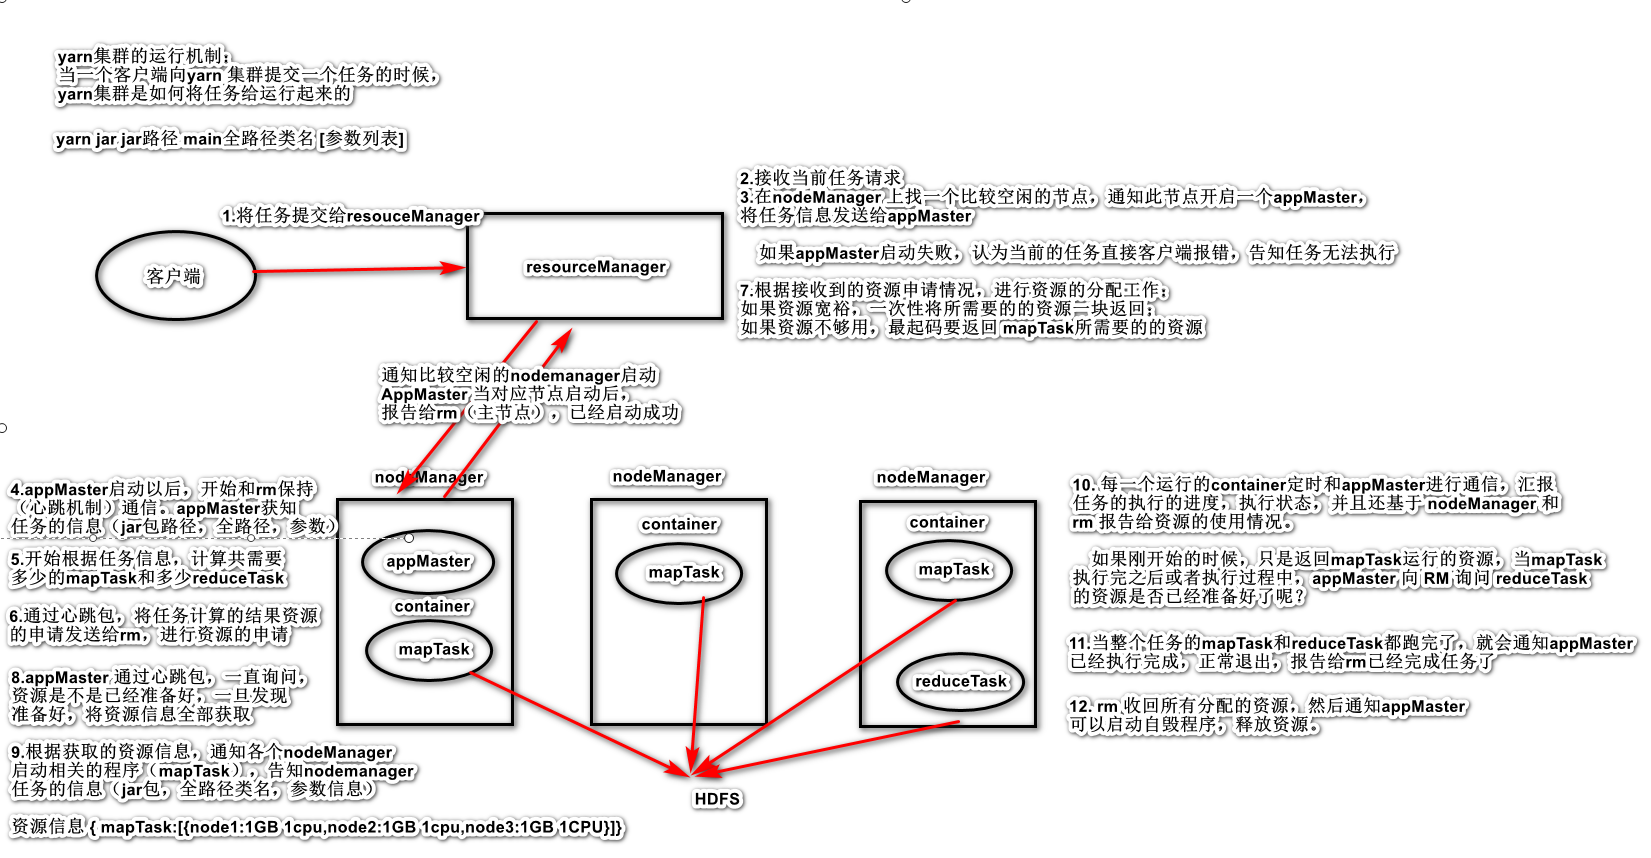 yarn集群的运行机制:
当一个客户端向yarn 集群提交一个任务的时候,
yarn集群是如何将任务给运行起来的
yarn jar jar路径 main全路径类名 [参数列表]
1.将任务提交给resouceManager
客户端
resourceManager
2.接收当前任务请求
3.在nodeManager 上找一个比较空闲的节点，通知此节点开启一个appMaster,
将任务信息发送给appMaster
如果appMaster启动失败，认为当前的任务直接客户端报错，告知任务无法执行
7.根据接收到的资源申请情况，进行资源的分配工作:
如果资源宽裕，一次性将所需要的的资源一块返回;
如果资源不够用，最起码要返回 mapTask所需要的的资源
通知比较空闲的nodemanager启动
AppMaster 当对应节点启动后,
报告给rm（主节点）, 已经启动成功
4.appMaster启动以后，开始和rm保持
（心跳机制）通信。appMaster获知
任务的信息（jar包路径，全路径，参数）
5.开始根据任务信息，计算共需要
多少的mapTask和多少reduceTask
6.通过心跳包，将任务计算的结果资源
的申请发送给rm，进行资源的申请
8.appMaster 通过心跳包，一直询问,
资源是不是已经准备好，一旦发现
准备好，将资源信息全部获取
9.根据获取的资源信息，通知各个nodeManager
启动相关的程序（mapTask）, 告知nodemanager
任务的信息（jar包，全路径类名，参数信息）
资源信息 { mapTask:[{node1:1GB 1cpu,node2:1GB 1cpu,node3:1GB 1CPU}]}
nodeManager
appMaster
container
mapTask
nodeManager
container
mapTask
nodeManager
container
mapTask
reduceTask
HDFS
10. 每一个运行的container定时和appMaster进行通信，汇报
任务的执行的进度，执行状态，并且还基于 nodeManager 和
rm 报告给资源的使用情况。
如果刚开始的时候，只是返回mapTask运行的资源，当mapTask
执行完之后或者执行过程中，appMaster 向 RM 询问 reduceTask
的资源是否已经准备好了呢?
11.当整个任务的mapTask和reduceTask都跑完了，就会通知appMaster
已经执行完成，正常退出，报告给rm已经完成任务了
12. rm 收回所有分配的资源，然后通知appMaster
可以启动自毁程序，释放资源。